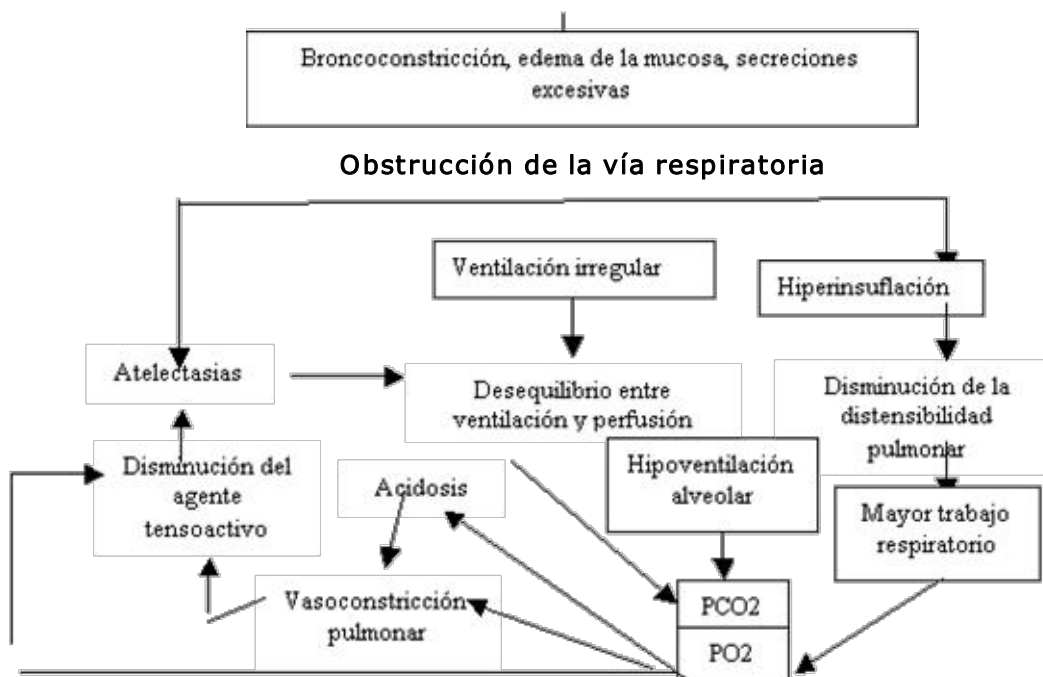 Broncoconstricción, edema de la mucosa, secreciones
excesivas
Obstrucción de la vía respiratoria
Ventilación irregular
Hiperinsuflación
Atelectasias
Desequilibrio entre
ventilación y perfusión
Disminución de la
distensibilidad
pulmonar
Disminución del
agente
tensoactivo
Acidosis
Hipoventilación
alveolar
Mayor trabajo
respiratorio
Vasoconstricción
pulmonar
PCO2
PO2